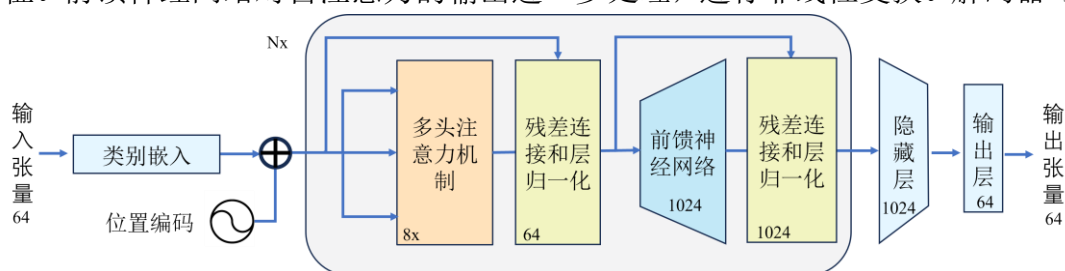 Nx
输
入
张
量
64
类别嵌入
位置编码
多头注
意力机
制
8x
残差连
接和层
归一化
64
前馈神
经网络
1024
残差连
接和层
归一化
1024
隐
藏
层
1024
输
出
层
64
输
出
张
量
64